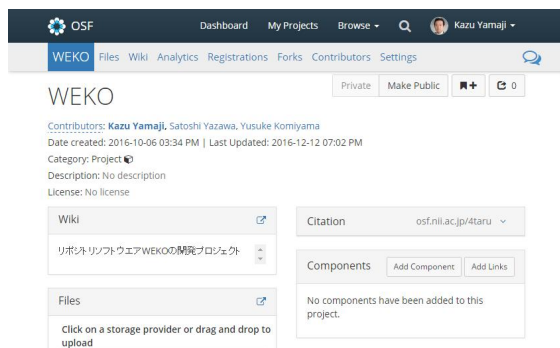 OSF Dashboard My Projects Browse Kazu Yamaji
WEKO Files Wiki Analytics Registrations Forks Contributors Settings
WEKO
Private Make Public 0
Contributors: Kazu Yamaji, Satoshi Yazawa, Yusuke Komiyama
Date created: 2016-10-06 03:34 PM | Last Updated: 2016-12-12 07:02 PM
Category: Project
Description: No description
License: No license
Wiki
リポジトリソフトウエアWEKOの開発プロジェクト
Files
Click on a storage provider or drag and drop to
upload
Citation osf.nii.ac.jp/4taru
Components Add Component Add Links
No components have been added to this
project.